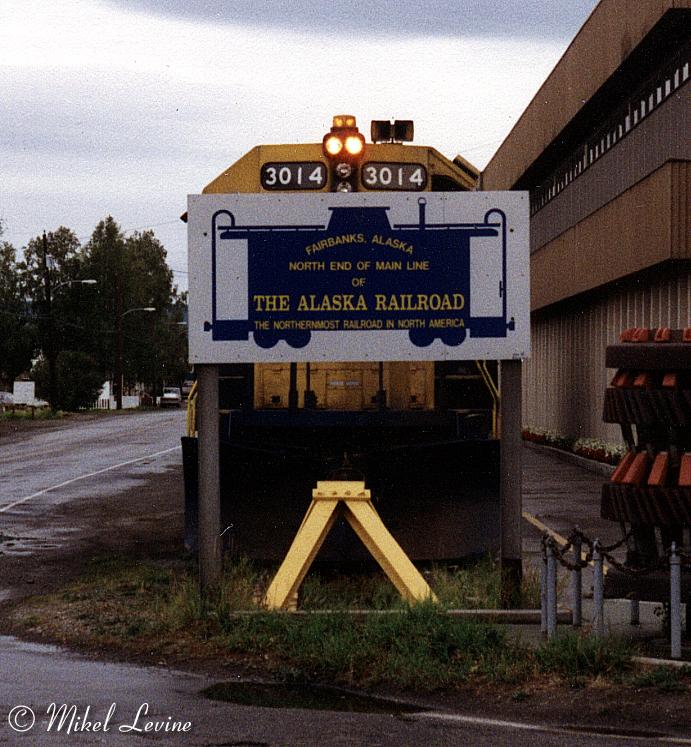 3014 3014
FAIRBANKS, ALASKA
NORTH END OF MAIN LINE
OF
THE ALASKA RAILROAD
THE NORTHERNMOST RAILROAD IN NORTH AMERICA
© Mikel Levine